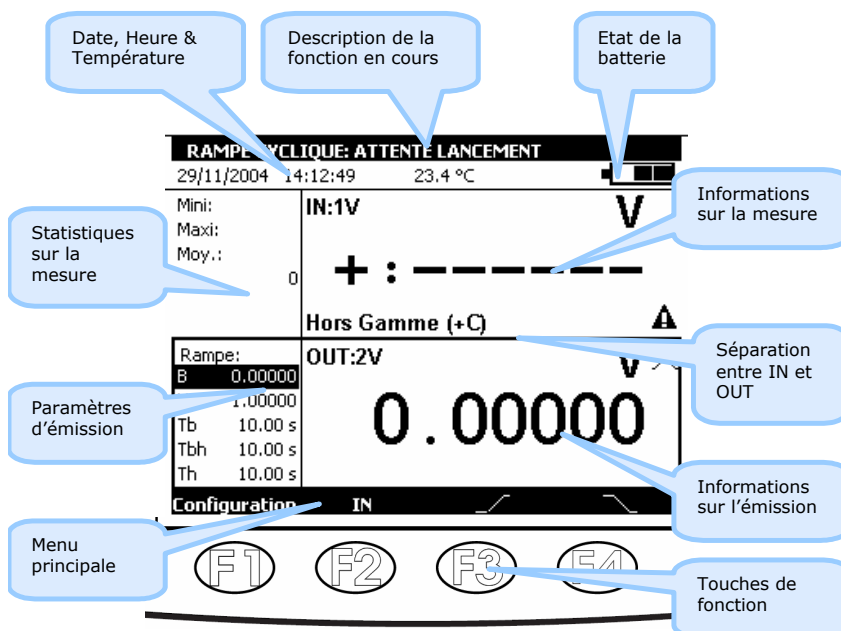 Date, Heure &
Température
Description de la
fonction en cours
Etat de la
batterie
RAMPE CYCLIQUE: ATTENTE LANCEMENT
29/11/2004 14:12:49 23.4 °C
Mini:
Maxi:
Moy.:
0
IN:1V
V
+ : – – – – – –
Hors Gamme (+C)
Informations
sur la mesure
Statistiques
sur la
mesure
Rampe:
B 0.00000
1.00000
Tb 10.00 s
Tbh 10.00 s
Th 10.00 s
OUT:2V
V
0.00000
Séparation
entre IN et
OUT
Paramètres
d'émission
Informations
sur l'émission
Configuration IN
Menu
principale
F1 F2 F3 F4
Touches de
fonction